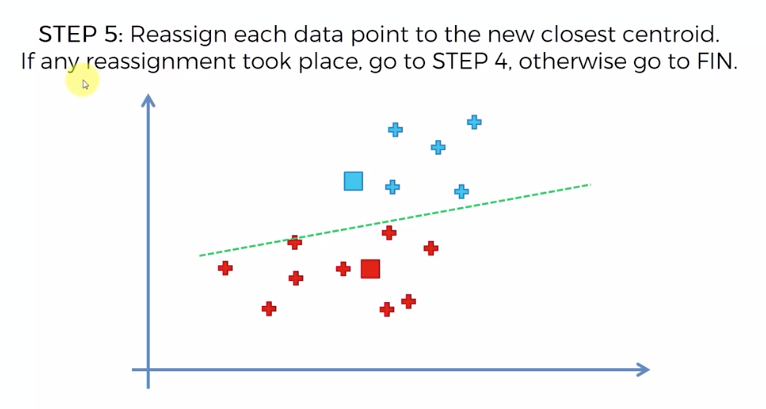 STEP 5: Reassign each data point to the new closest centroid.
If any reassignment took place, go to STEP 4, otherwise go to FIN.